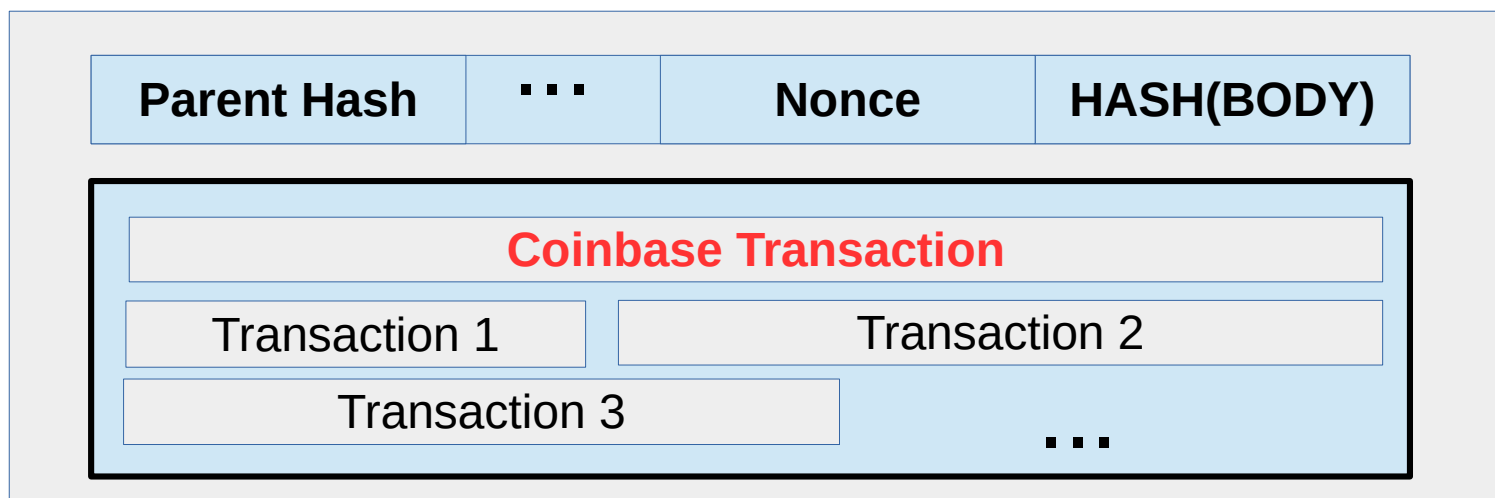 Parent Hash ... Nonce HASH(BODY)
Coinbase Transaction
Transaction 1 Transaction 2
Transaction 3 ...